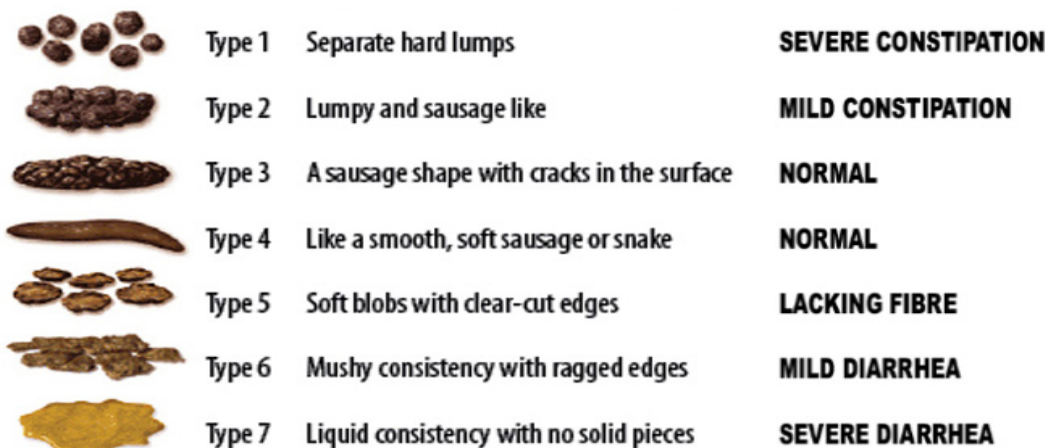 Type 1 Separate hard lumps SEVERE CONSTIPATION
Type 2 Lumpy and sausage like MILD CONSTIPATION
Type 3 A sausage shape with cracks in the surface NORMAL
Type 4 Like a smooth, soft sausage or snake NORMAL
Type 5 Soft blobs with clear-cut edges LACKING FIBRE
Type 6 Mushy consistency with ragged edges MILD DIARRHEA
Type 7 Liquid consistency with no solid pieces SEVERE DIARRHEA